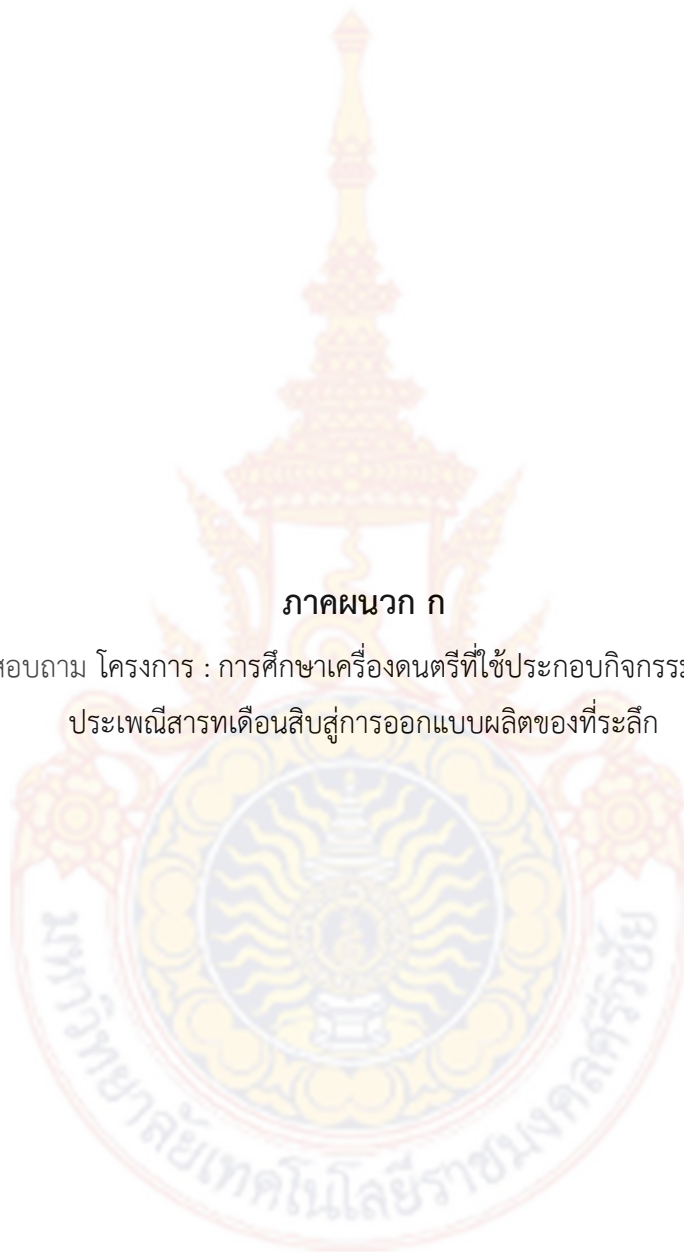 ภาคผนวก ก
สอบถาม โครงการ : การศึกษาเครื่องดนตรีที่ใช้ประกอบกิจกรร
ประเพณีสารทเดือนสิบสู่การออกแบบผลิตของที่ระลึก
มหาวิทยาลัยเทคโนโลยีราชมงคลศรีวิชัย